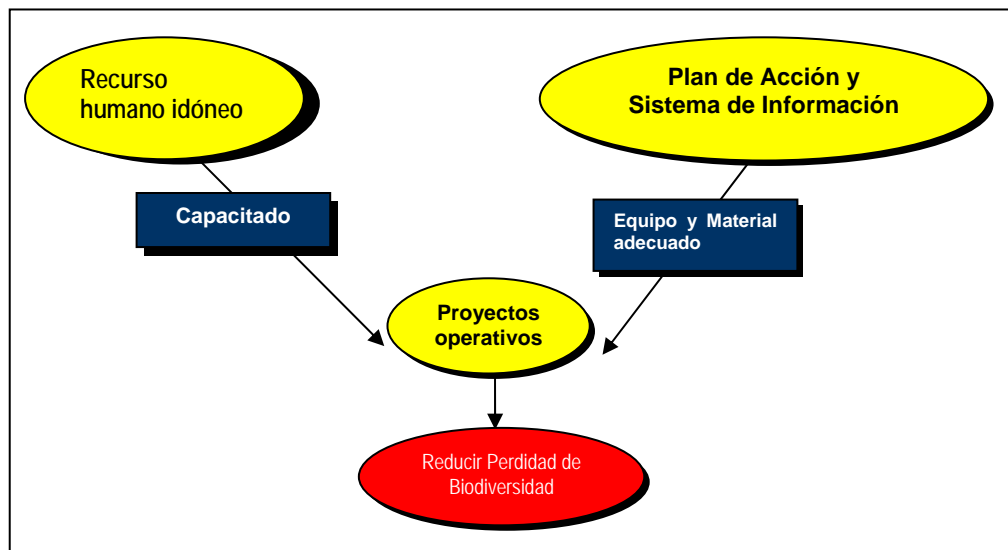 Recurso
humano idóneo
Plan de Acción y
Sistema de Información
Capacitado
Equipo y Material
adecuado
Proyectos
operativos
Reducir Perdidad de
Biodiversidad